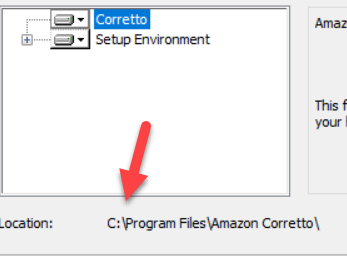 Corretto
Setup Environment
Amaz
This f
your
Location:
C:\Program Files\Amazon Corretto\